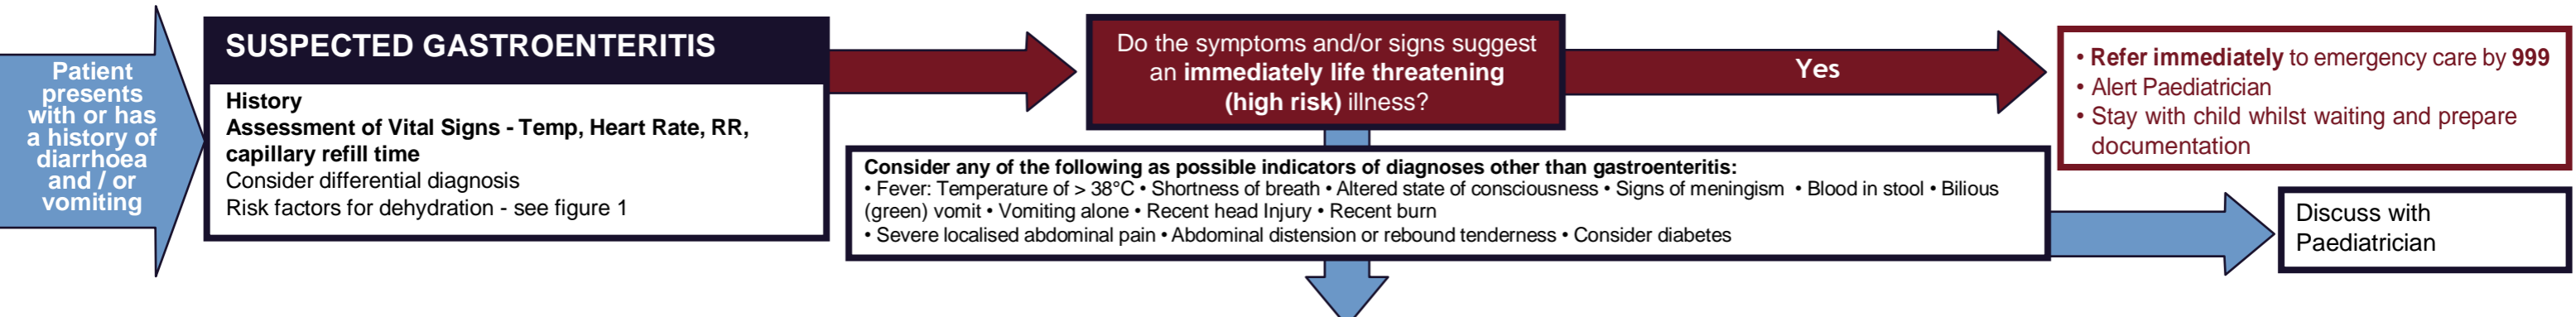 Patient
presents
with or has
a history of
diarrhoea
and / or
vomiting
SUSPECTED GASTROENTERITIS
History
Assessment of Vital Signs - Temp, Heart Rate, RR,
capillary refill time
Consider differential diagnosis
Risk factors for dehydration - see figure 1
Do the symptoms and/or signs suggest
an immediately life threatening
(high risk) illness?
Yes
• Refer immediately to emergency care by 999
• Alert Paediatrician
• Stay with child whilst waiting and prepare
documentation
Consider any of the following as possible indicators of diagnoses other than gastroenteritis:
• Fever: Temperature of > 38°C • Shortness of breath • Altered state of consciousness • Signs of meningism • Blood in stool • Bilious
(green) vomit • Vomiting alone • Recent head Injury • Recent burn
• Severe localised abdominal pain • Abdominal distension or rebound tenderness • Consider diabetes
Discuss with
Paediatrician